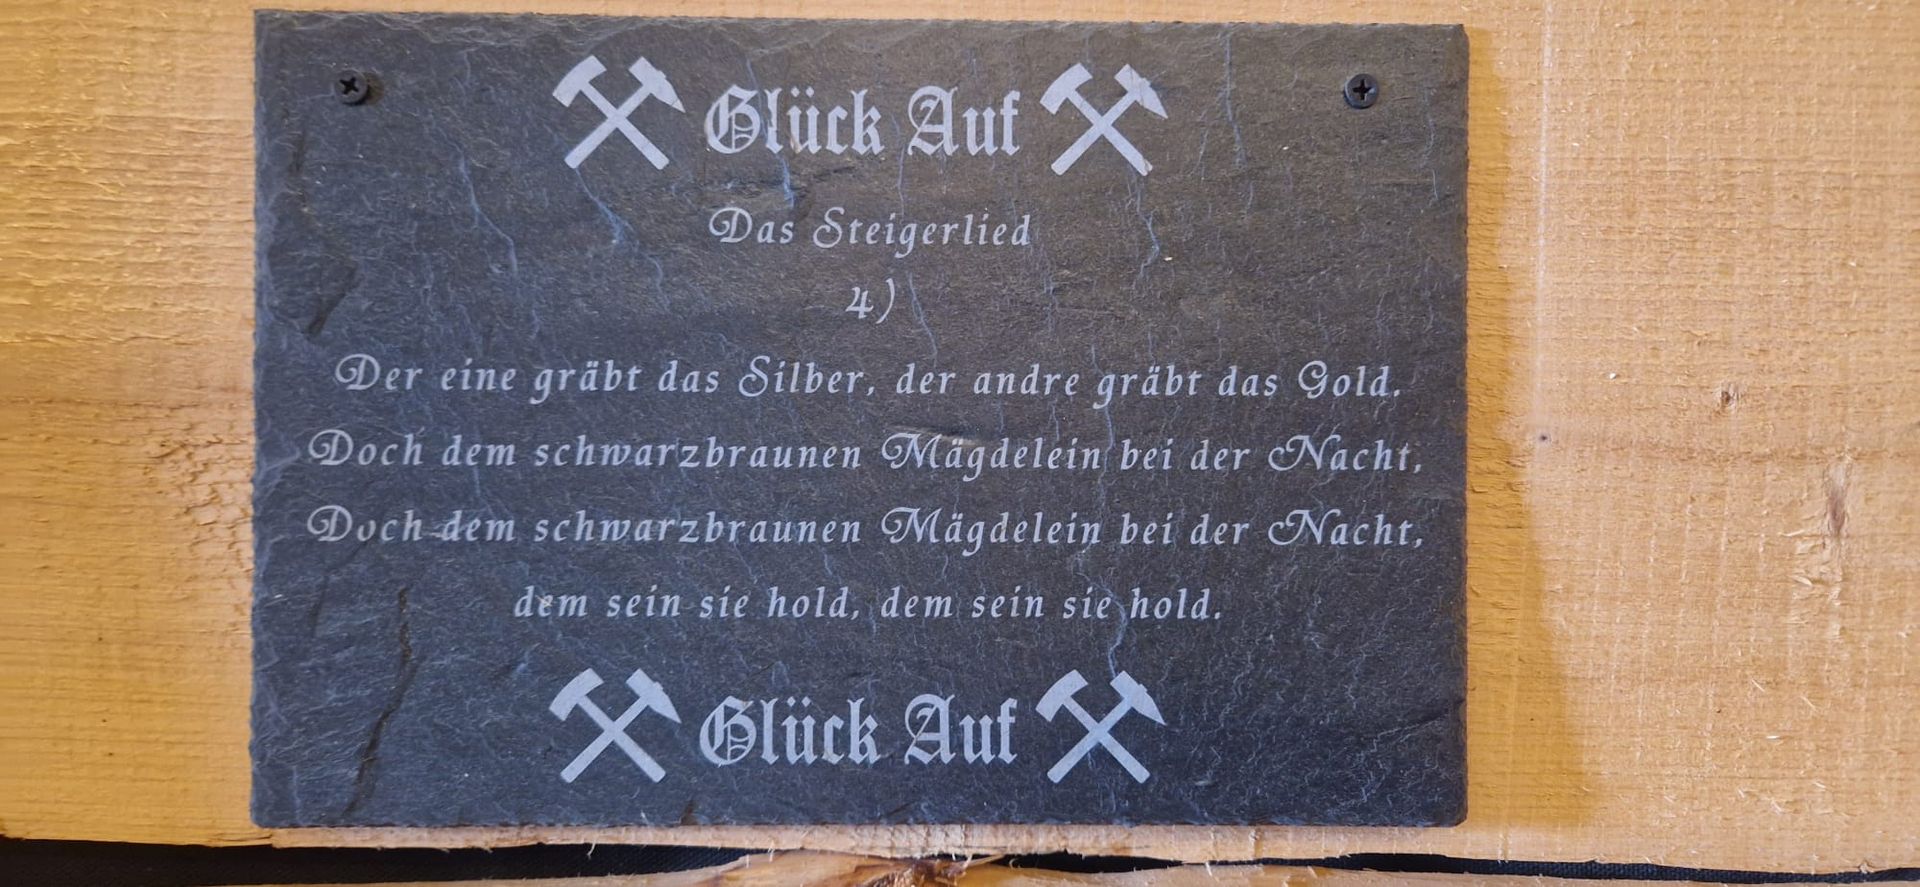 Glück Auf
Das Steigerlied
4)
Der eine gräbt das Silber, der andre gräbt das Gold.
Doch dem schwarzbraunen Mägdelein bei der Nacht,
Doch dem schwarzbraunen Mägdelein bei der Nacht,
dem sein sie hold, dem sein sie hold.
Glück Auf